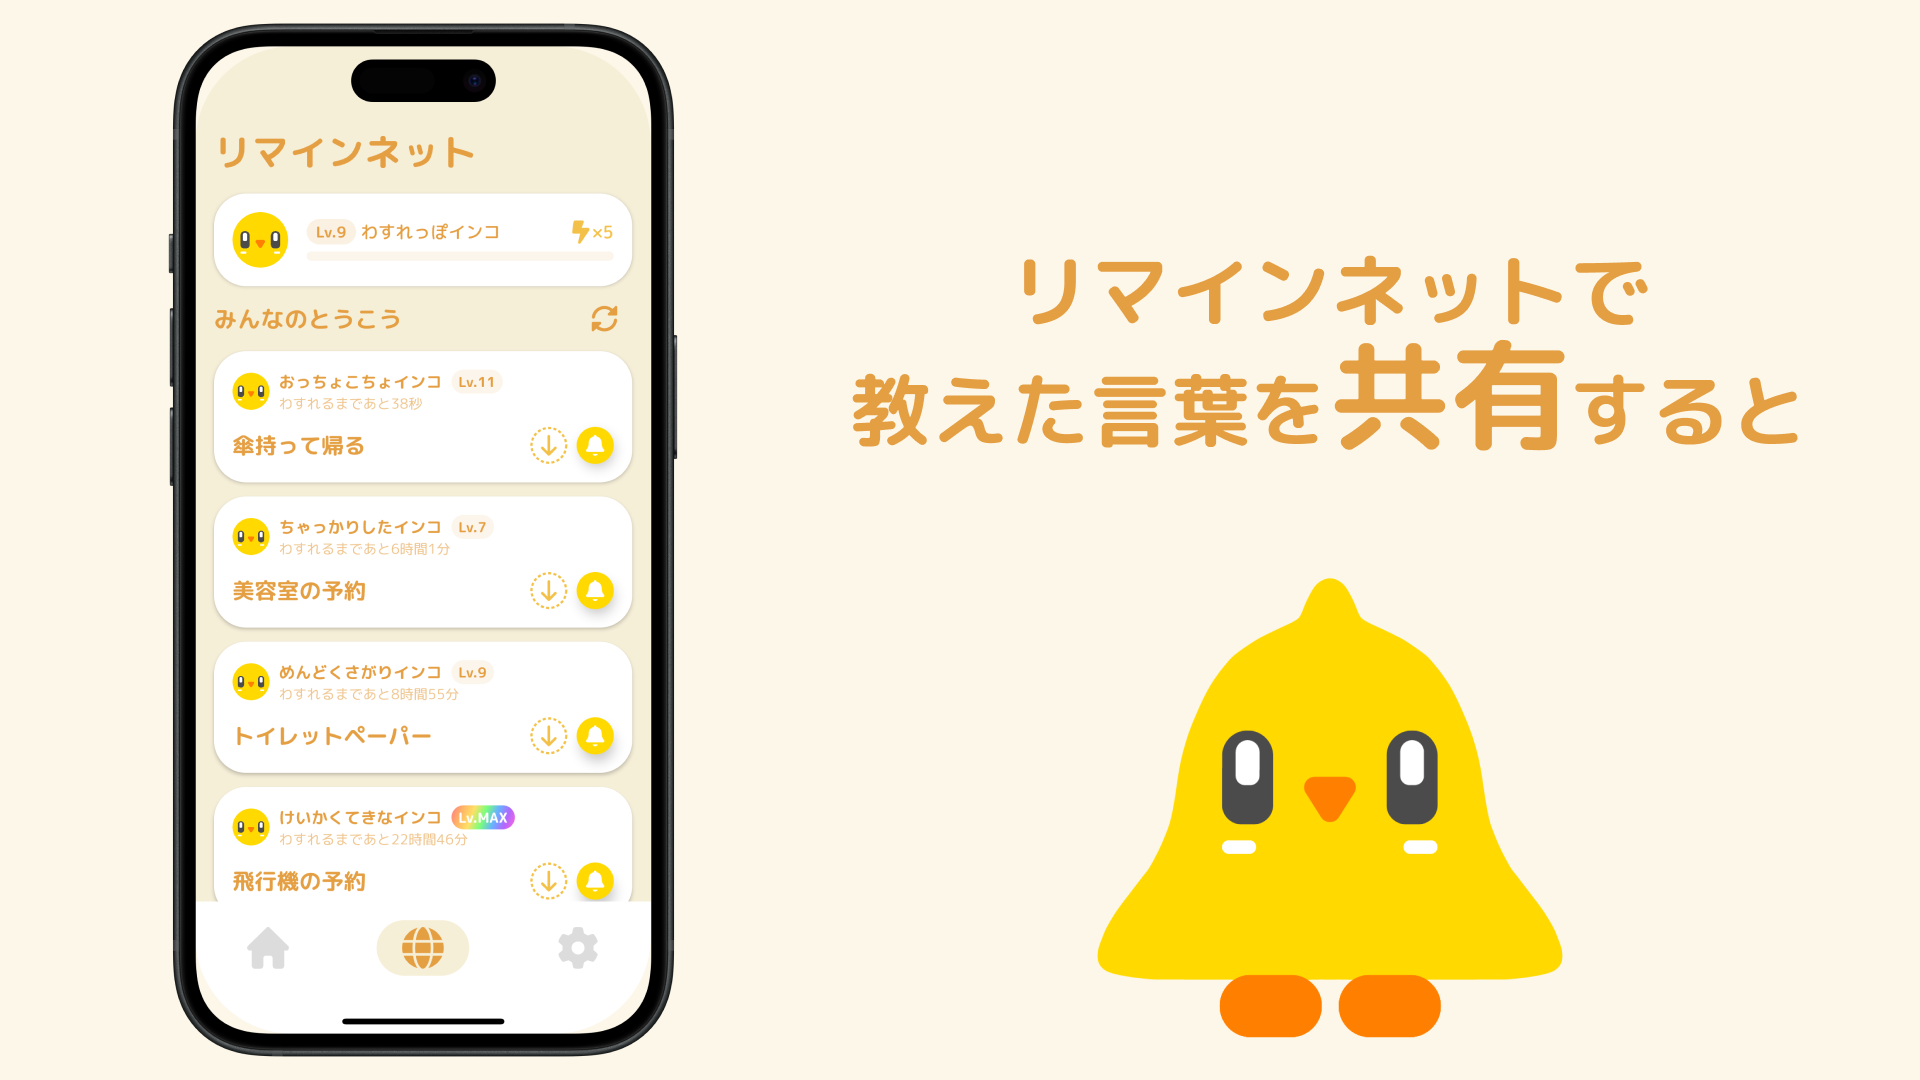 リマインネット
Lv.9 わすれっぽインコ ×5
みんなのとうこう
おっちょこちょインコ Lv.11
わすれるまであと38秒
傘持って帰る
ちゃっかりしたインコ Lv.7
わすれるまであと6時間1分
美容室の予約
めんどくさがりインコ Lv.9
わすれるまであと8時間55分
トイレットペーパー
けいかくてきなインコ Lv.MAX
わすれるまであと22時間46分
飛行機の予約
リマインネットで
教えた言葉を共有すると